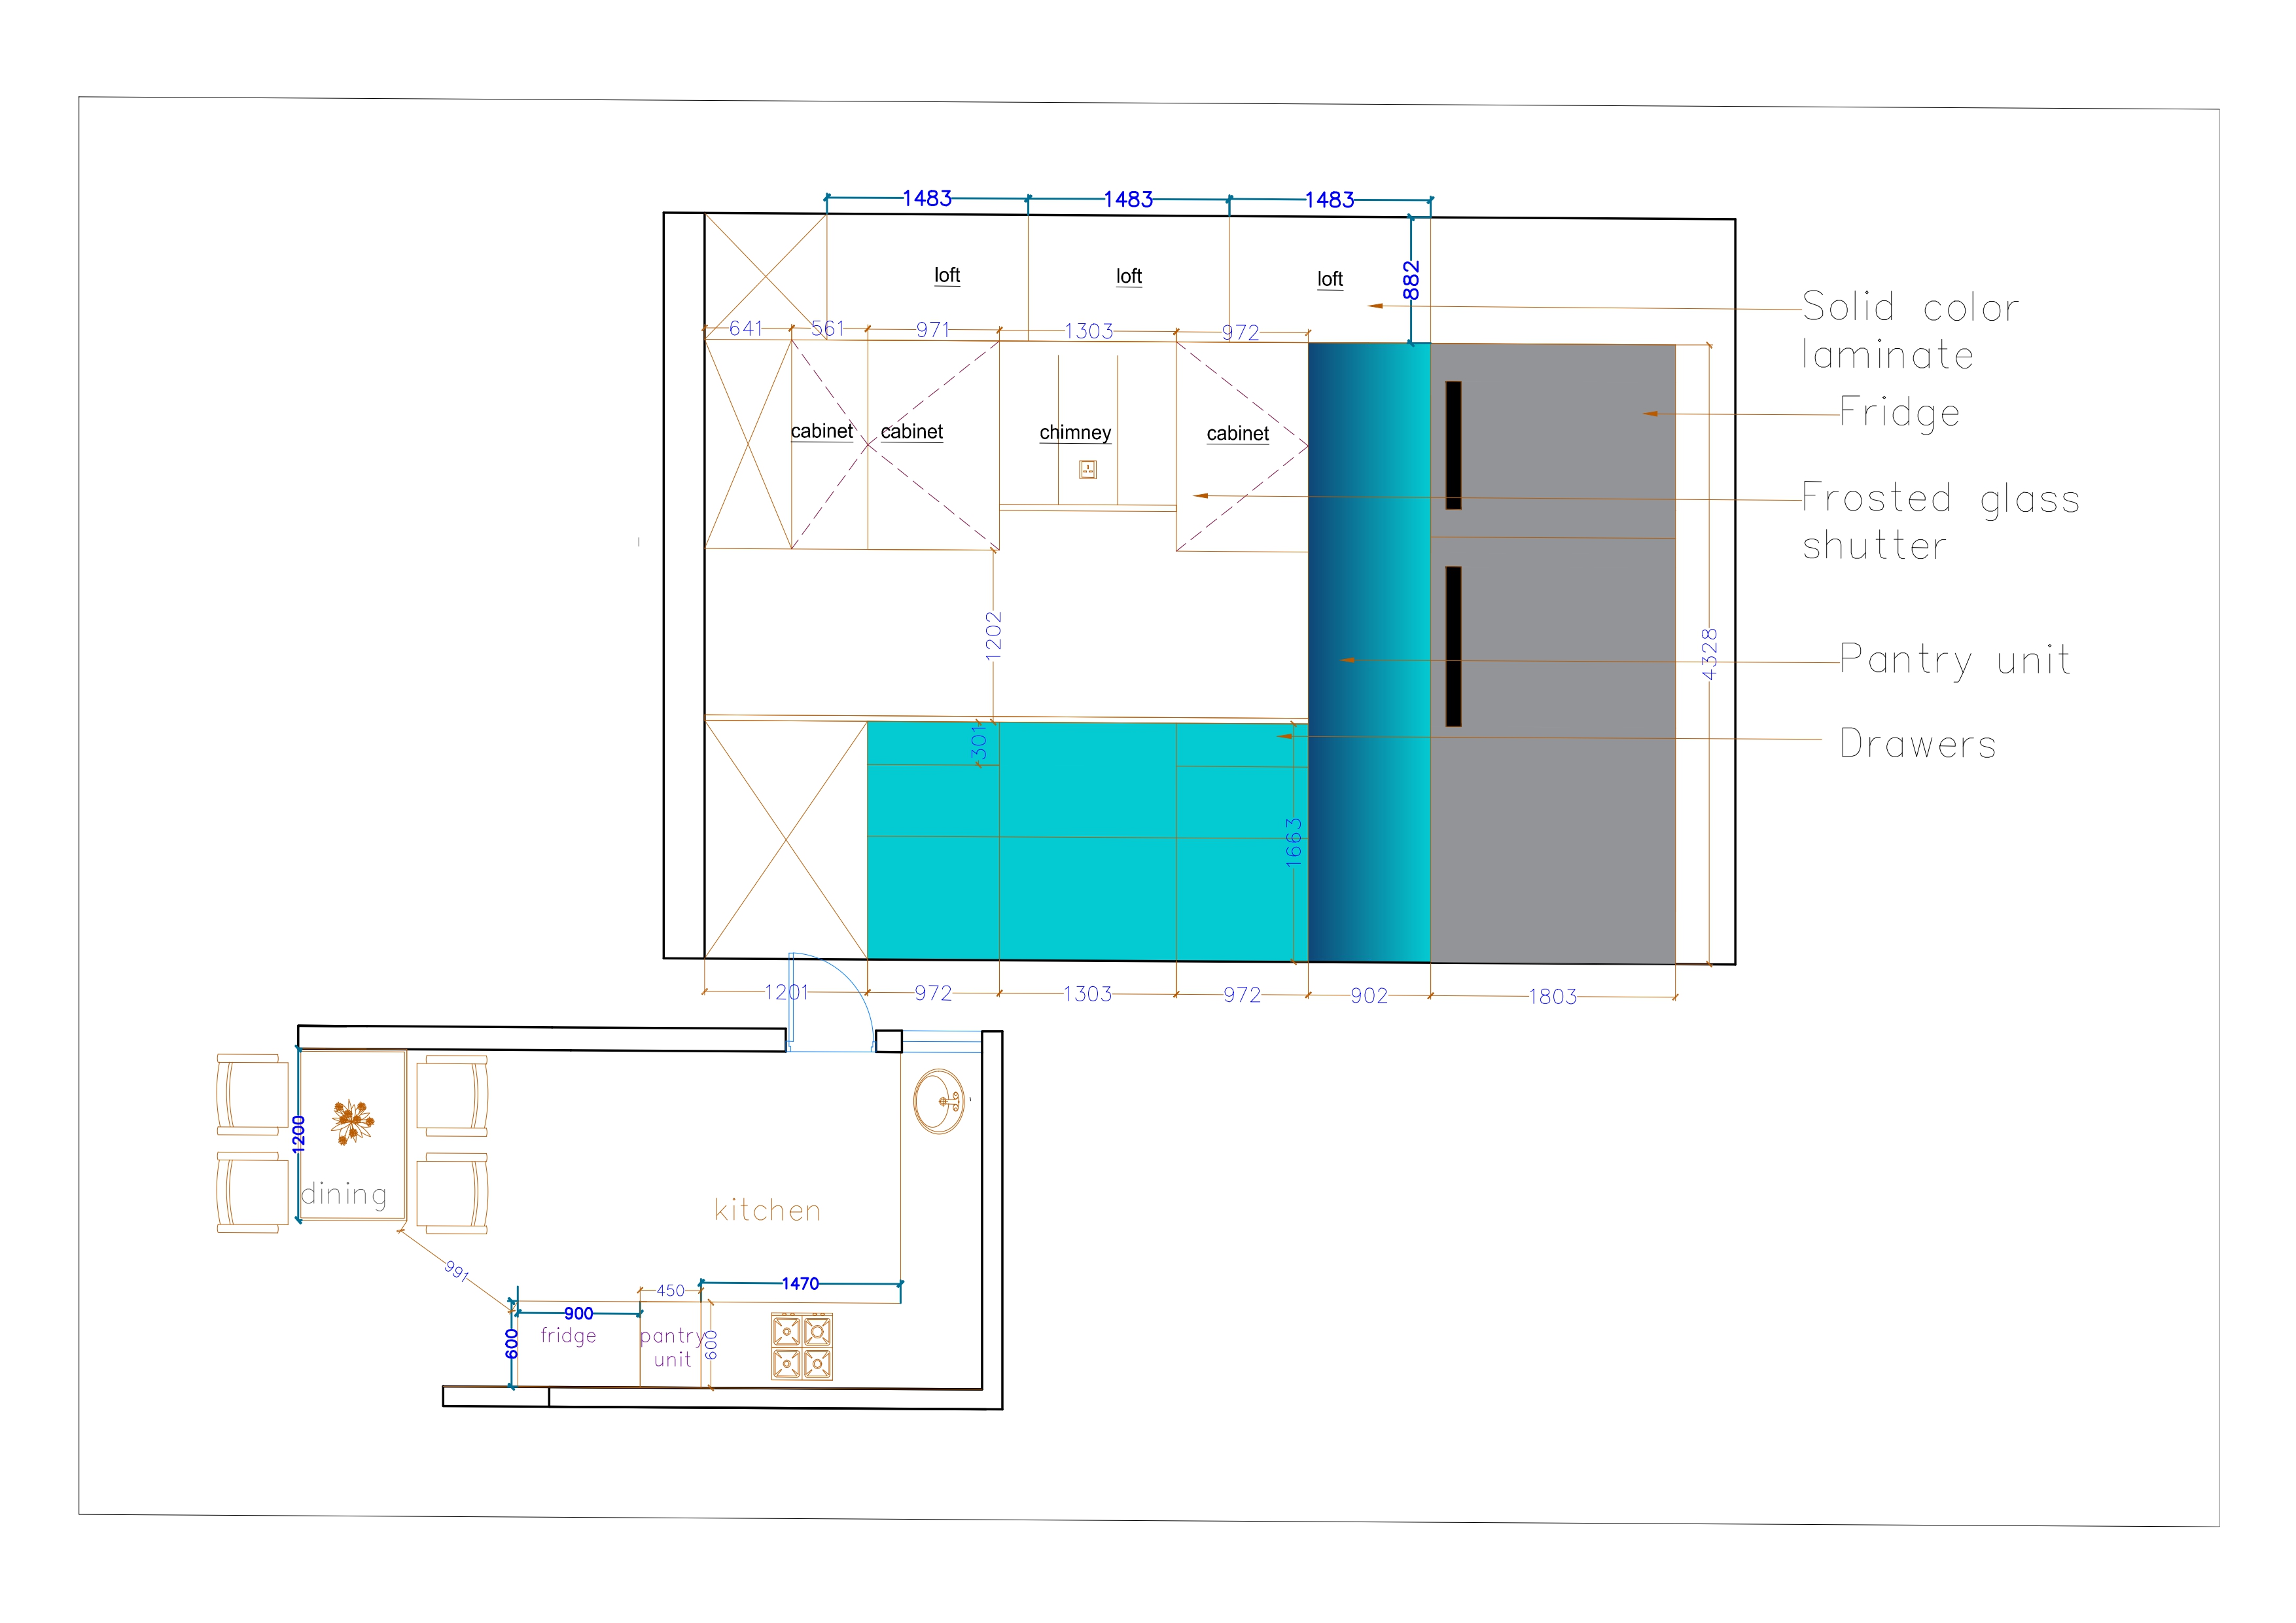 1483 1483 1483
loft loft loft
882
Solid color
laminate
641 561 971 1303 972
Fridge
cabinet cabinet chimney cabinet
Frosted glass
shutter
1202
4328
Pantry unit
301
Drawers
1663
1201 972 1303 972 902 1803
1200
dining
kitchen
991
450 1470
900
600 fridge pantry 600
unit